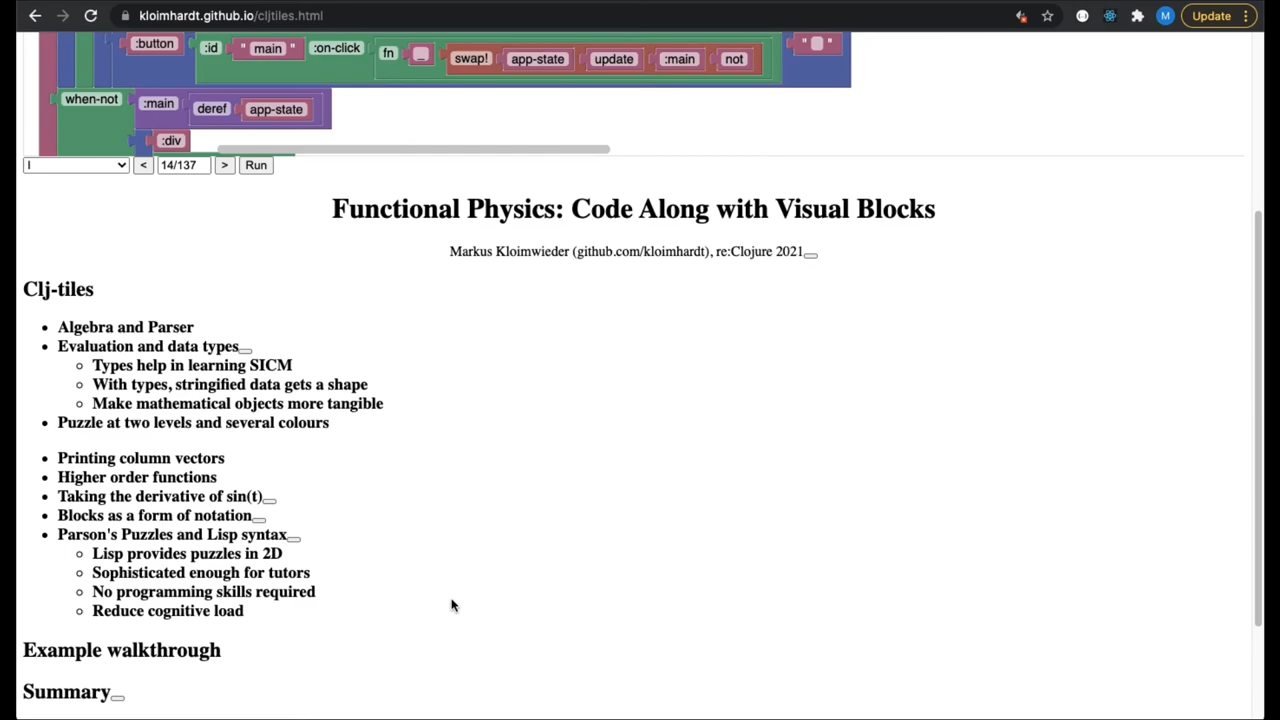 kloimhardt.github.io/cljtiles.html
M
Update
:button :id " main " :on-click fn _ swap! app-state update :main not " "
when-not :main deref app-state
:div
I < 14/137 > Run
Functional Physics: Code Along with Visual Blocks
Markus Kloimwieder (github.com/kloimhardt), re:Clojure 2021
Clj-tiles
Algebra and Parser
Evaluation and data types
Types help in learning SICM
With types, stringified data gets a shape
Make mathematical objects more tangible
Puzzle at two levels and several colours
Printing column vectors
Higher order functions
Taking the derivative of sin(t)
Blocks as a form of notation
Parson's Puzzles and Lisp syntax
Lisp provides puzzles in 2D
Sophisticated enough for tutors
No programming skills required
Reduce cognitive load
Example walkthrough
Summary